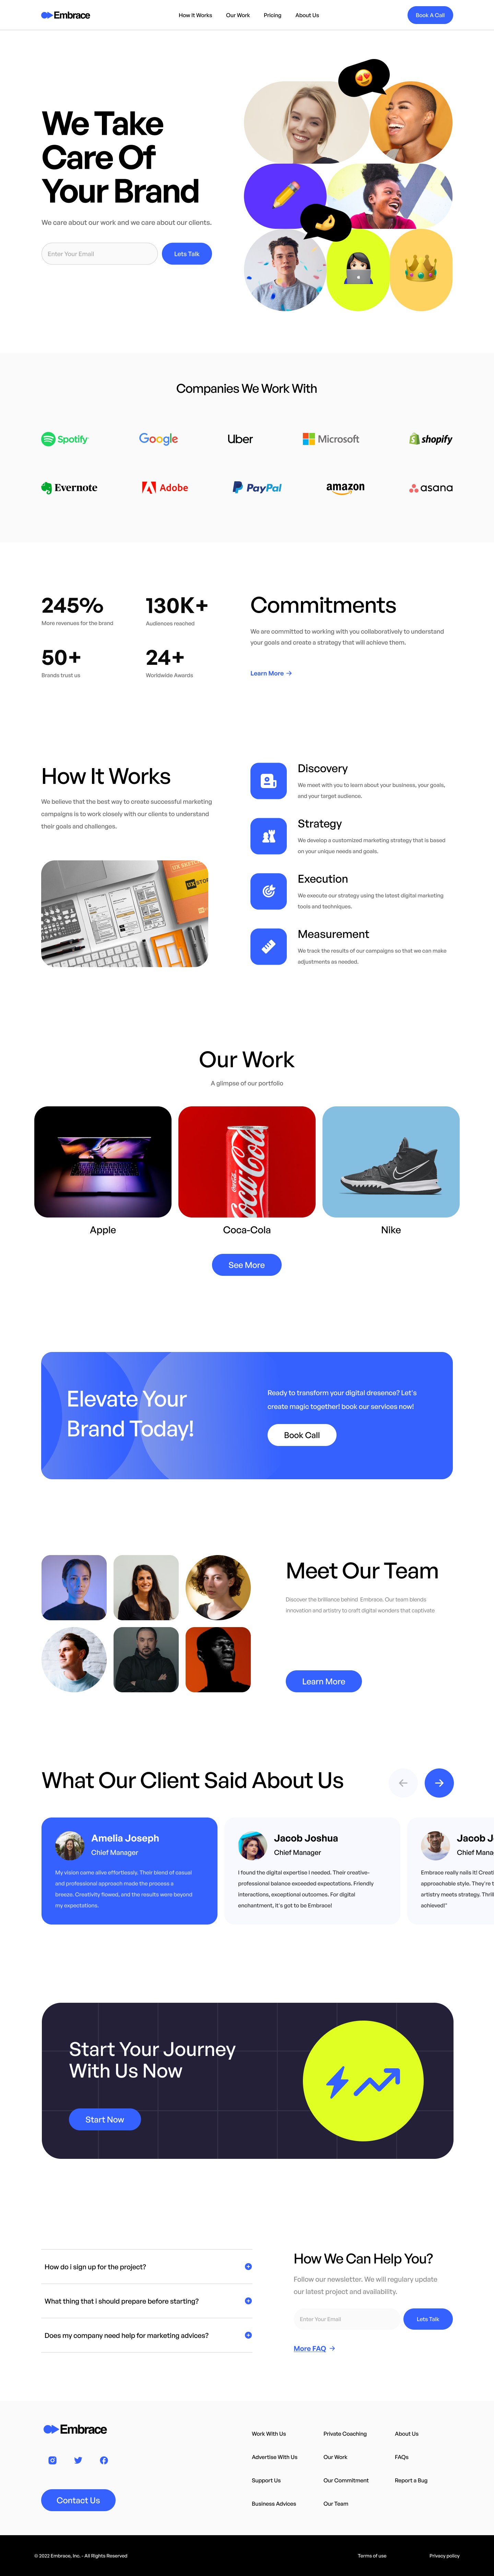 Embrace
How It Works
Our Work
Pricing
About Us
Book A Call
We Take
Care Of
Your Brand
We care about our work and we care about our clients.
Enter Your Email
Lets Talk
Companies We Work With
Spotify
Google
Uber
Microsoft
shopify
Evernote
Adobe
PayPal
amazon
asana
245%
More revenues for the brand
130K+
Audiences reached
50+
Brands trust us
24+
Worldwide Awards
Commitments
We are committed to working with you collaboratively to understand
your goals and create a strategy that will achieve them.
Learn More
How It Works
We believe that the best way to create successful marketing
campaigns is to work closely with our clients to understand
their goals and challenges.
Discovery
We meet with you to learn about your business, your goals,
and your target audience.
Strategy
We develop a customized marketing strategy that is based
on your unique needs and goals.
Execution
We execute our strategy using the latest digital marketing
tools and techniques.
Measurement
We track the results of our campaigns so that we can make
adjustments as needed.
Our Work
A glimpse of our portfolio
Coca-Cola
Apple
Coca-Cola
Nike
See More
Elevate Your
Brand Today!
Ready to transform your digital dresence? Let's
create magic together! book our services now!
Book Call
Meet Our Team
Discover the brilliance behind Embrace. Our team blends
innovation and artistry to craft digital wonders that captivate
Learn More
What Our Client Said About Us
Amelia Joseph
Chief Manager
My vision came alive effortlessly. Their blend of casual
and professional approach made the process a
breeze. Creativity flowed, and the results were beyond
my expectations.
Jacob Joshua
Chief Manager
I found the digital expertise I needed. Their creative-
professional balance exceeded expectations. Friendly
interactions, exceptional outcomes. For digital
enchantment, it's got to be Embrace!
Jacob J
Chief Mana
Embrace really nails it! Creati
approachable style. They're t
artistry meets strategy. Thril
achieved!"
Start Your Journey
With Us Now
Start Now
How do i sign up for the project?
What thing that i should prepare before starting?
Does my company need help for marketing advices?
How We Can Help You?
Follow our newsletter. We will regulary update
our latest project and availability.
Enter Your Email
Lets Talk
More FAQ
Embrace
Contact Us
Work With Us
Private Coaching
About Us
Advertise With Us
Our Work
FAQs
Support Us
Our Commitment
Report a Bug
Business Advices
Our Team
© 2022 Embrace, Inc. - All Rights Reserved
Terms of use
Privacy policy